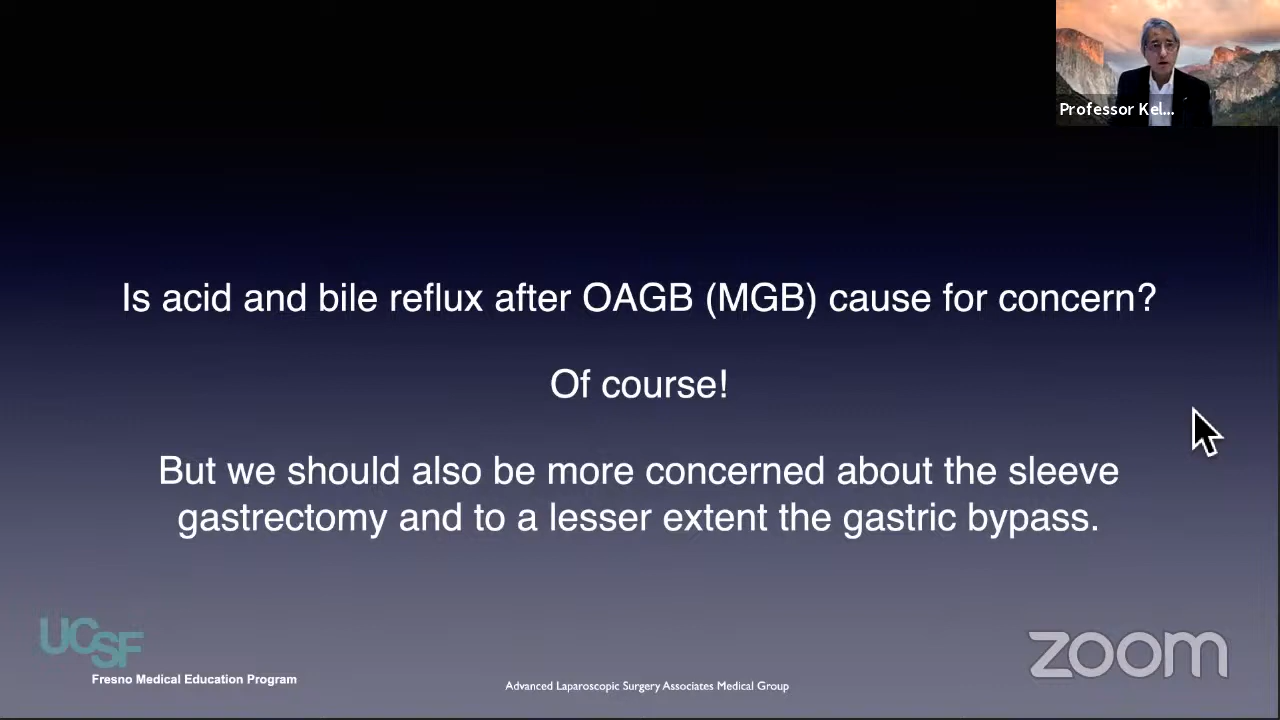 Professor Kel...
Is acid and bile reflux after OAGB (MGB) cause for concern?
Of course!
But we should also be more concerned about the sleeve
gastrectomy and to a lesser extent the gastric bypass.
UCSF
Fresno Medical Education Program
Advanced Laparoscopic Surgery Associates Medical Group
zoom